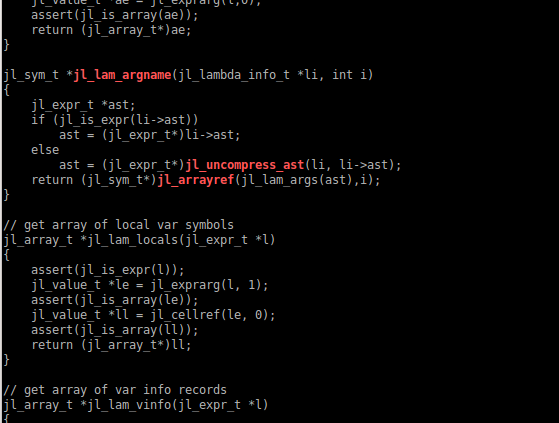 jl_value_t *ae = jl_exprarg(l,0);
    assert(jl_is_array(ae));
    return (jl_array_t*)ae;
}

jl_sym_t *jl_lam_argname(jl_lambda_info_t *li, int i)
{
    jl_expr_t *ast;
    if (jl_is_expr(li->ast))
        ast = (jl_expr_t*)li->ast;
    else
        ast = (jl_expr_t*)jl_uncompress_ast(li, li->ast);
    return (jl_sym_t*)jl_arrayref(jl_lam_args(ast),i);
}

// get array of local var symbols
jl_array_t *jl_lam_locals(jl_expr_t *l)
{
    assert(jl_is_expr(l));
    jl_value_t *le = jl_exprarg(l, 1);
    assert(jl_is_array(le));
    jl_value_t *ll = jl_cellref(le, 0);
    assert(jl_is_array(ll));
    return (jl_array_t*)ll;
}

// get array of var info records
jl_array_t *jl_lam_vinfo(jl_expr_t *l)
{